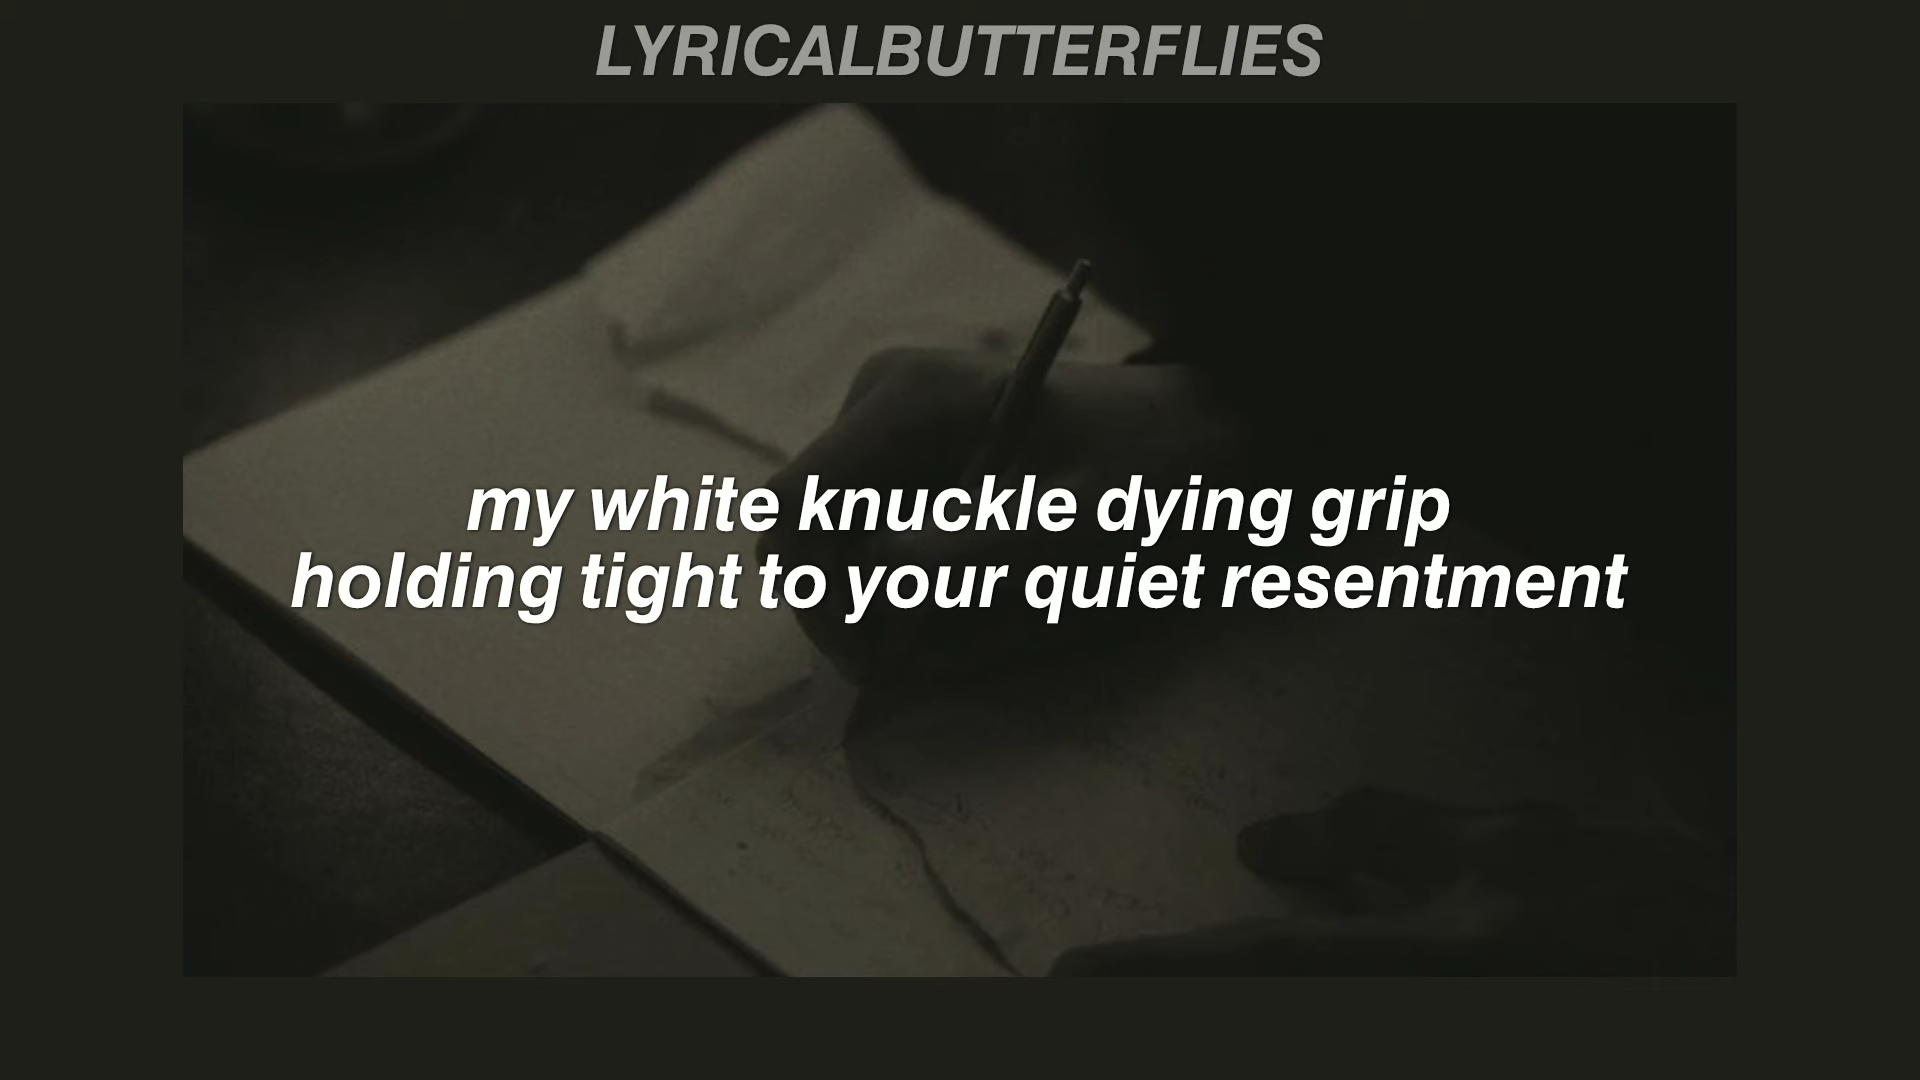 LYRICALBUTTERFLIES
my white knuckle dying grip
holding tight to your quiet resentment